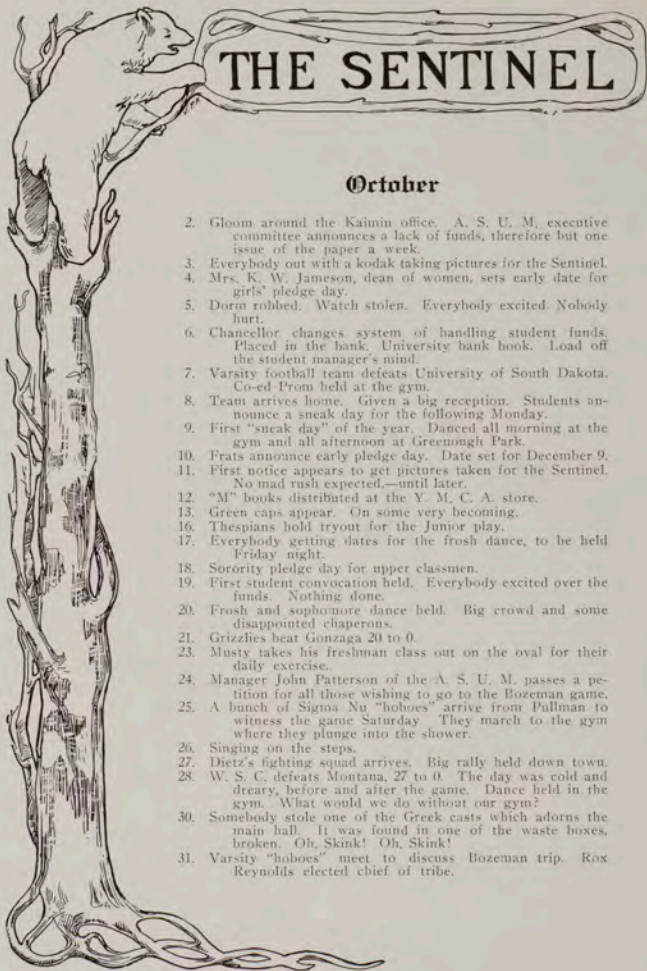 THE SENTINEL
October
2. Gloom around the Kaimin office. A. S. U. M. executive
committee announces a lack of funds, therefore but one
issue of the paper a week.
3. Everybody out with a kodak taking pictures for the Sentinel.
4. Mrs. K. W. Jameson, dean of women, sets early date for
girls' pledge day.
5. Dorm robbed. Watch stolen. Everybody excited. Nobody
hurt.
6. Chancellor changes system of handling student funds.
Placed in the bank. University bank book. Load off
the student manager's mind.
7. Varsity football team defeats University of South Dakota.
Co-ed Prom held at the gym.
8. Team arrives home. Given a big reception. Students an-
nounce a sneak day for the following Monday.
9. First "sneak day" of the year. Danced all morning at the
gym and all afternoon at Greenough Park.
10. Frats announce early pledge day. Date set for December 9.
11. First notice appears to get pictures taken for the Sentinel.
No mad rush expected,—until later.
12. "M" books distributed at the Y. M. C. A. store.
13. Green caps appear. On some very becoming.
16. Thespians hold tryout for the Junior play.
17. Everybody getting dates for the frosh dance, to be held
Friday night.
18. Sorority pledge day for upper classmen.
19. First student convocation held. Everybody excited over the
funds. Nothing done.
20. Frosh and sophomore dance held. Big crowd and some
disappointed chaperons.
21. Grizzlies beat Gonzaga 20 to 0.
23. Musty takes his freshman class out on the oval for their
daily exercise.
24. Manager John Patterson of the A. S. U. M. passes a pe-
tition for all those wishing to go to the Bozeman game.
25. A bunch of Sigma Nu "hoboes" arrive from Pullman to
witness the game Saturday. They march to the gym
where they plunge into the shower.
26. Singing on the steps.
27. Dietz's fighting squad arrives. Big rally held down town.
28. W. S. C. defeats Montana, 27 to 0. The day was cold and
dreary, before and after the game. Dance held in the
gym. What would we do without our gym?
30. Somebody stole one of the Greek casts which adorns the
main hall. It was found in one of the waste boxes,
broken. Oh, Skink! Oh, Skink!
31. Varsity "hoboes" meet to discuss Bozeman trip. Rox
Reynolds elected chief of tribe.